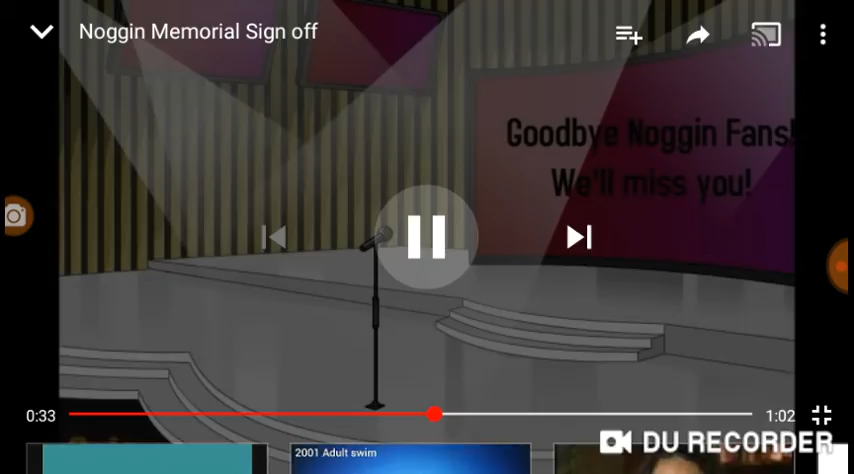 Noggin Memorial Sign off
Goodbye Noggin Fans!
We'll miss you!
0:33
1:02
DU RECORDER
2001 Adult swim